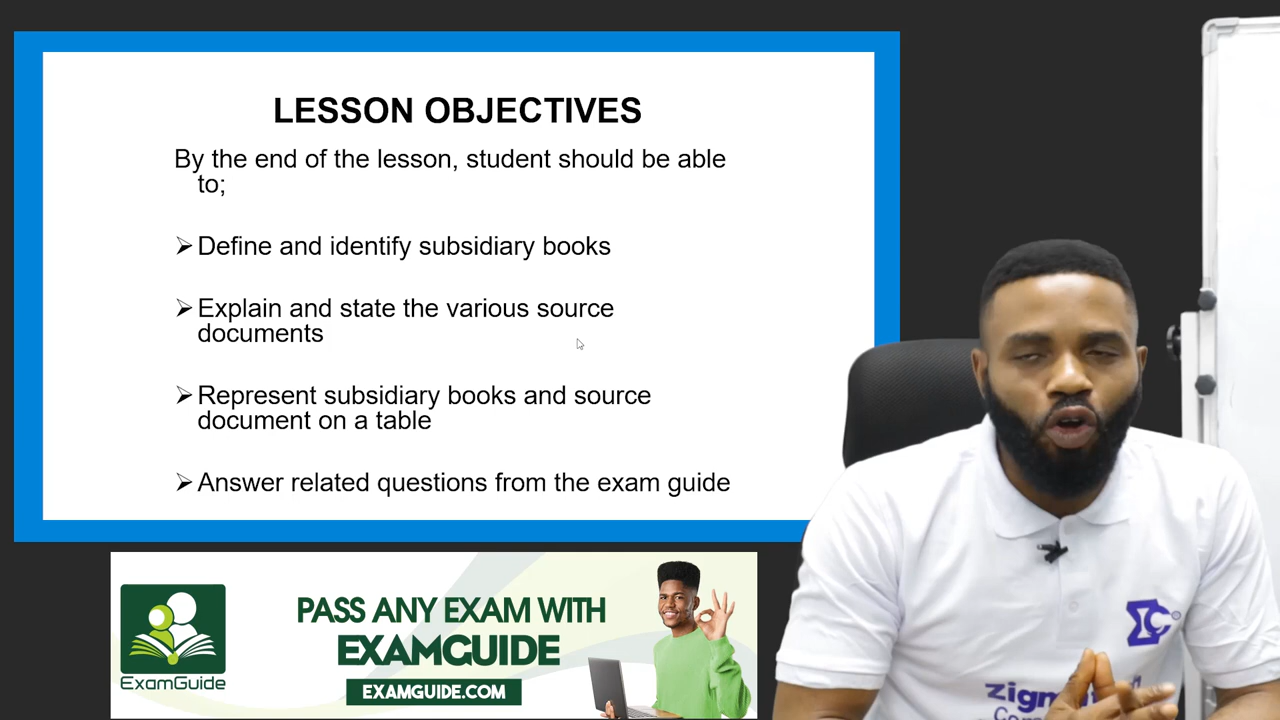 LESSON OBJECTIVES
By the end of the lesson, student should be able
to;
➢ Define and identify subsidiary books
➢ Explain and state the various source
documents
➢ Represent subsidiary books and source
document on a table
➢ Answer related questions from the exam guide
PASS ANY EXAM WITH
EXAMGUIDE
EXAMGUIDE.COM
ExamGuide